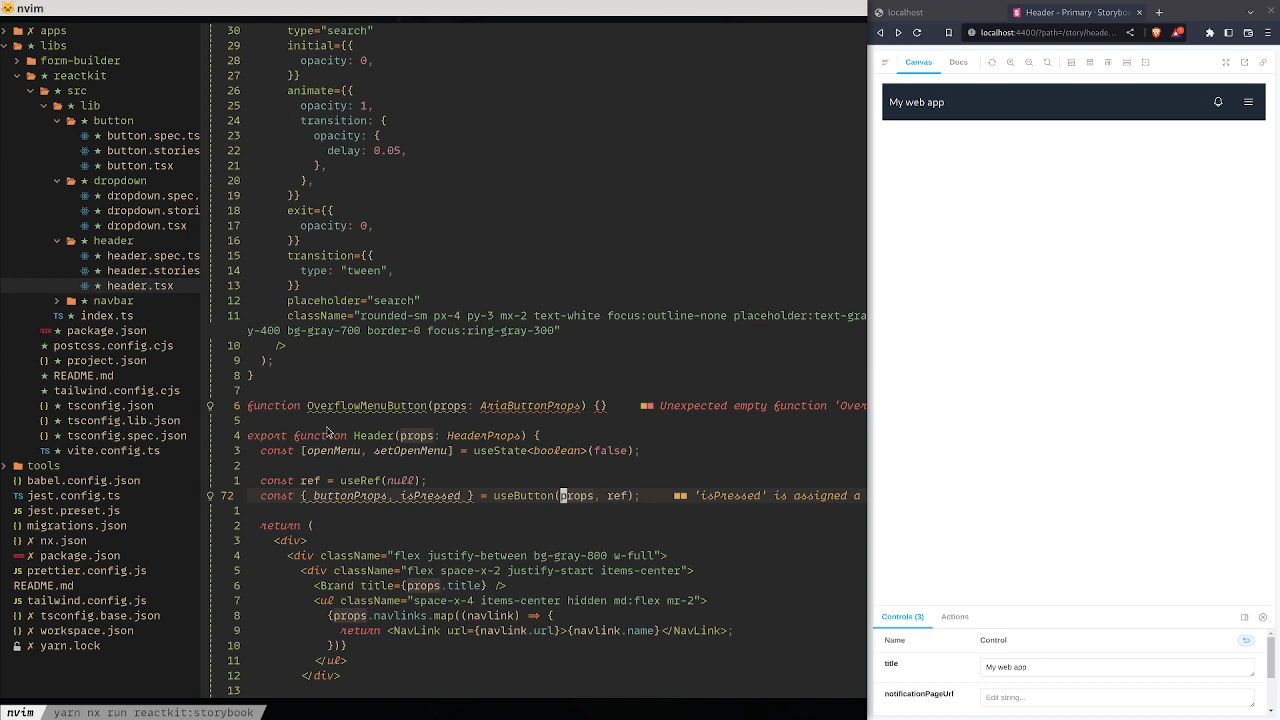 nvim
apps
libs
form-builder
reactkit
src
lib
button
button.spec.ts
button.stories
button.tsx
dropdown
dropdown.spec.
dropdown.stori
dropdown.tsx
header
header.spec.ts
header.stories
header.tsx
navbar
index.ts
package.json
postcss.config.cjs
project.json
README.md
tailwind.config.cjs
tsconfig.json
tsconfig.lib.json
tsconfig.spec.json
vite.config.ts
tools
babel.config.json
jest.config.ts
jest.preset.js
migrations.json
nx.json
package.json
prettier.config.json
README.md
tailwind.config.js
tsconfig.base.json
workspace.json
yarn.lock
30 type="search"
29 initial={{
28 opacity: 0,
27 }}
26 animate={{
25 opacity: 1,
24 transition: {
23 opacity: {
22 delay: 0.05,
21 },
20 },
19 }}
18 exit={{
17 opacity: 0,
16 }}
15 transition={{
14 type: "tween",
13 }}
12 placeholder="search"
11 className="rounded-sm px-4 py-3 mx-2 text-white focus:outline-none placeholder:text-gra
y-400 bg-gray-700 border-0 focus:ring-gray-300"
10 />
9 );
8 }
7
6 function OverflowMenuButton(props: AriaButtonProps) {} Unexpected empty function 'Over
5
4 export function Header(props: HeaderProps) {
3 const [openMenu, setOpenMenu] = useState<boolean>(false);
2
1 const ref = useRef(null);
72 const { buttonProps, isPressed } = useButton(props, ref); 'isPressed' is assigned a
1
2 return (
3 <div>
4 <div className="flex justify-between bg-gray-800 w-full">
5 <div className="flex space-x-2 justify-start items-center">
6 <Brand title={props.title} />
7 <ul className="space-x-4 items-center hidden md:flex mr-2">
8 {props.navlinks.map((navlink) => {
9 return <NavLink url={navlink.url}>{navlink.name}</NavLink>;
10 })}
11 </ul>
12 </div>
13
nvim yarn nx run reactkit:storybook
localhost
Header - Primary · Storyboo
localhost:4400/?path=/story/heade...
Canvas Docs
My web app
Controls (3) Actions
Name Control
title My web app
notificationPageUrl Edit string...